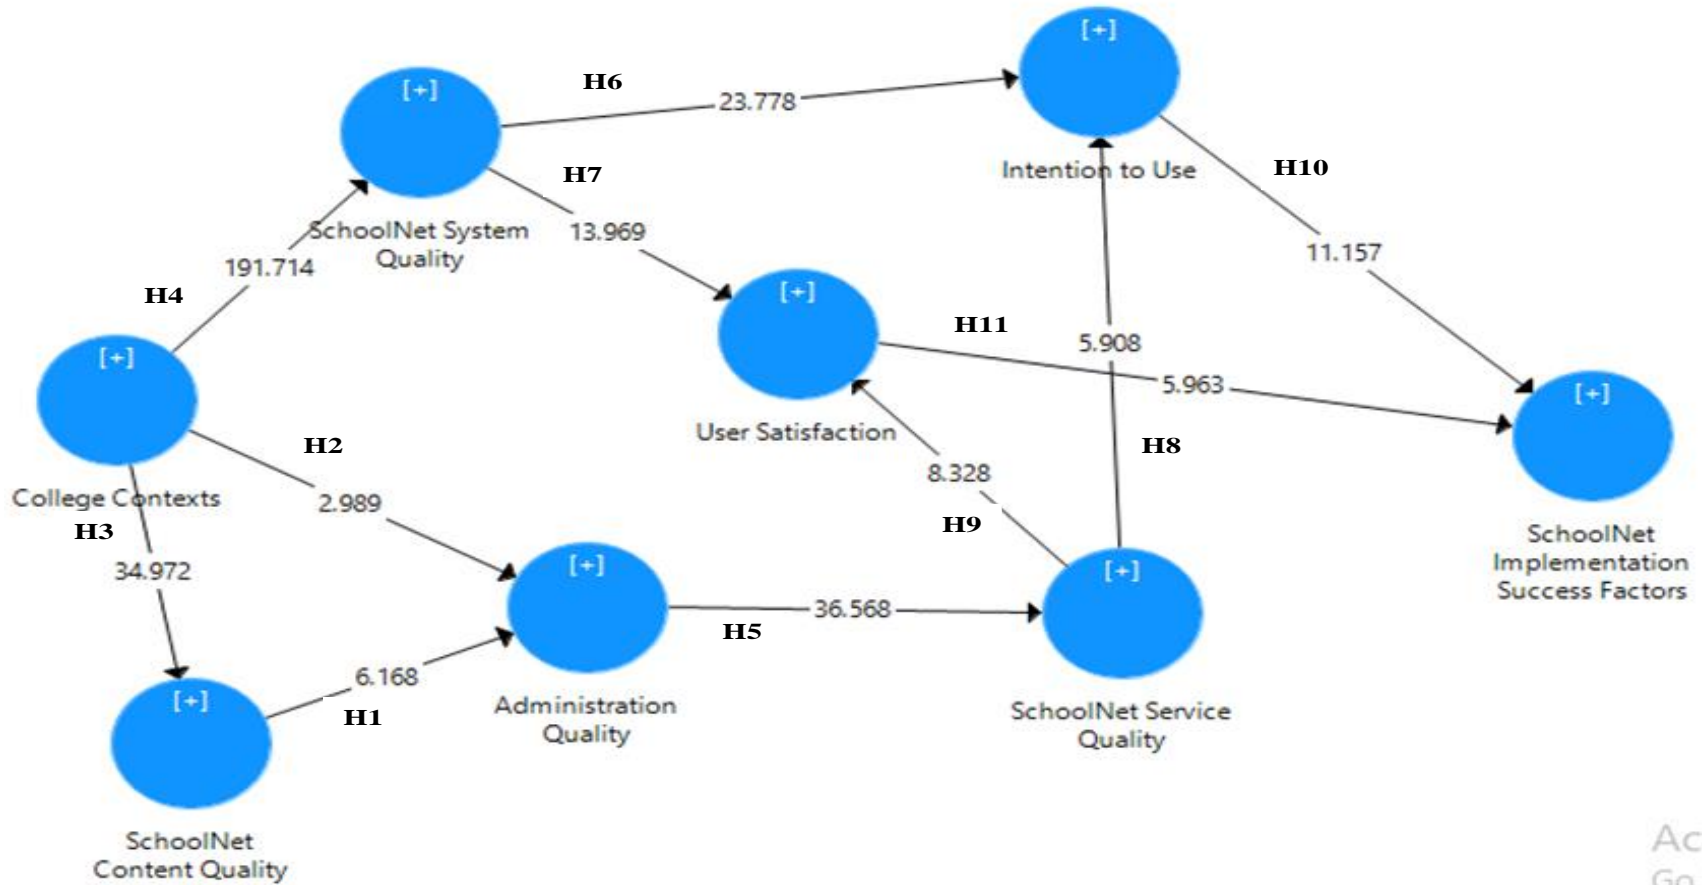 [+]
Intention to Use
H6
23.778
[+]
SchoolNet System
Quality
H7
13.969
H10
11.157
191.714
H4
[+]
User Satisfaction
H11
5.908
5.963
[+]
College Contexts
H2
2.989
H3
34.972
8.328
H9
H8
[+]
SchoolNet
Implementation
Success Factors
[+]
Administration
Quality
H5
36.568
[+]
SchoolNet Service
Quality
6.168
H1
[+]
SchoolNet
Content Quality
Ac
Go